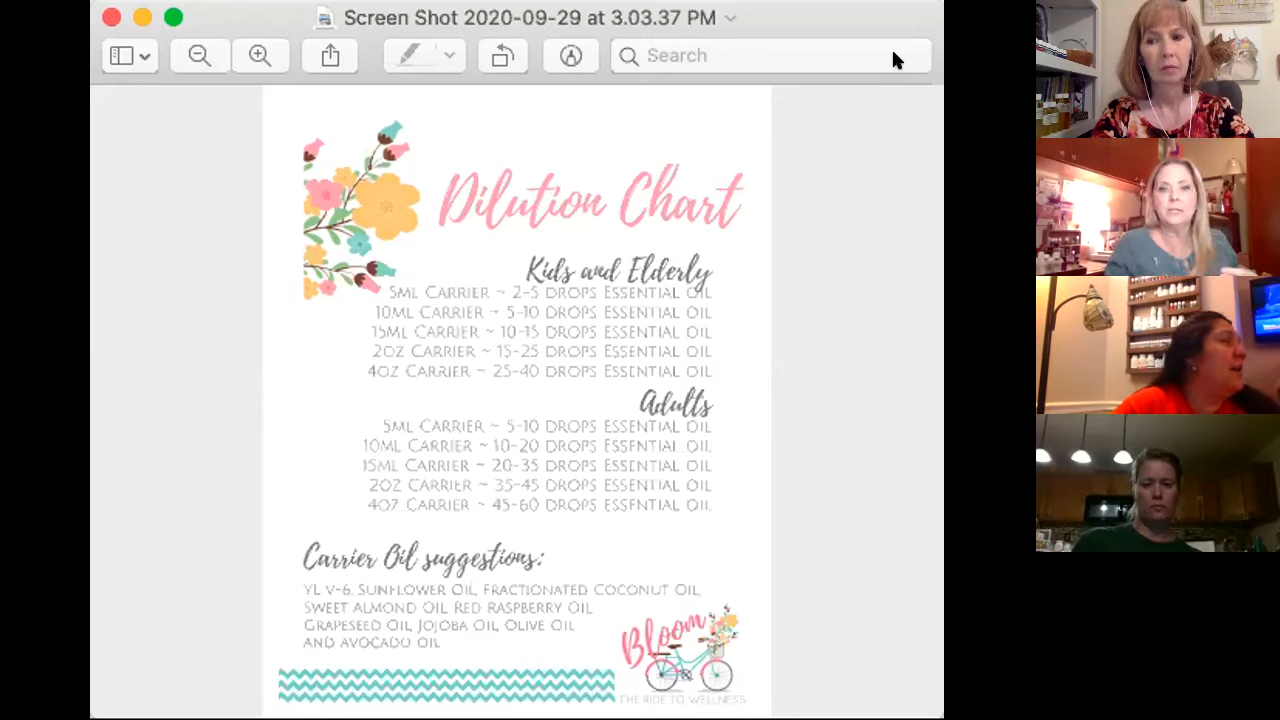 Screen Shot 2020-09-29 at 3.03.37 PM
Search
Dilution Chart
Kids and Elderly
5ML CARRIER ~ 2-5 DROPS ESSENTIAL OIL
10ML CARRIER ~ 5-10 DROPS ESSENTIAL OIL
15ML CARRIER ~ 10-15 DROPS ESSENTIAL OIL
2OZ CARRIER ~ 15-25 DROPS ESSENTIAL OIL
4OZ CARRIER ~ 25-40 DROPS ESSENTIAL OIL
Adults
5ML CARRIER ~ 5-10 DROPS ESSENTIAL OIL
10ML CARRIER ~ 10-20 DROPS ESSENTIAL OIL
15ML CARRIER ~ 20-35 DROPS ESSENTIAL OIL
2OZ CARRIER ~ 35-45 DROPS ESSENTIAL OIL
4OZ CARRIER ~ 45-60 DROPS ESSENTIAL OIL
Carrier Oil suggestions:
YL V-6, SUNFLOWER OIL, FRACTIONATED COCONUT OIL,
SWEET ALMOND OIL, RED RASPBERRY OIL,
GRAPESEED OIL, JOJOBA OIL, OLIVE OIL
AND AVOCADO OIL
Bloom
THE RIDE TO WELLNESS